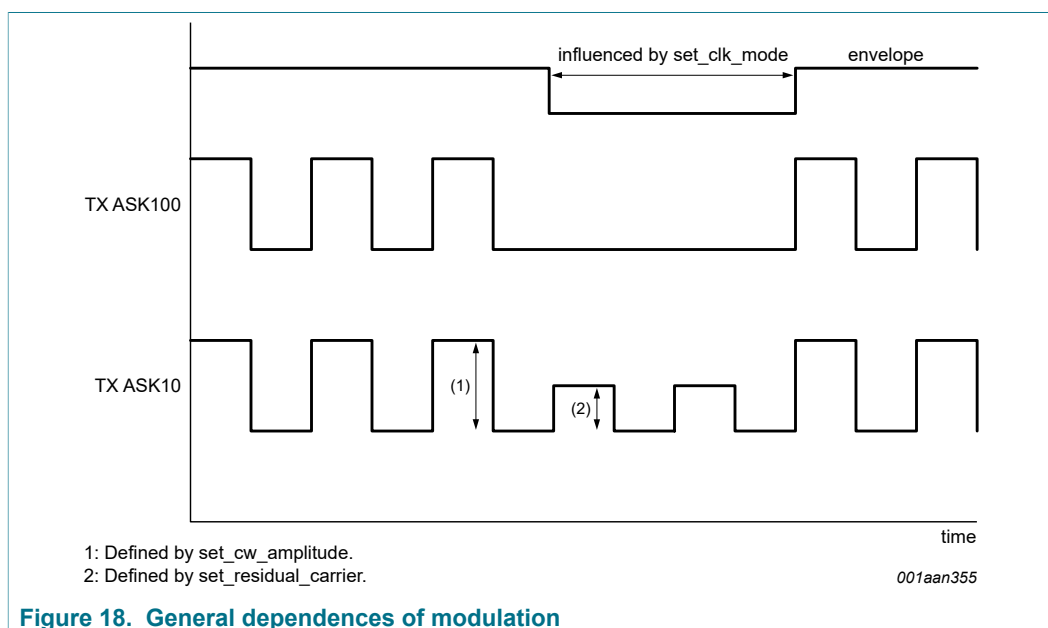 influenced by set_clk_mode
envelope
TX ASK100
TX ASK10
(1)
(2)
time
1: Defined by set_cw_amplitude.
2: Defined by set_residual_carrier.
001aan355
Figure 18. General dependences of modulation